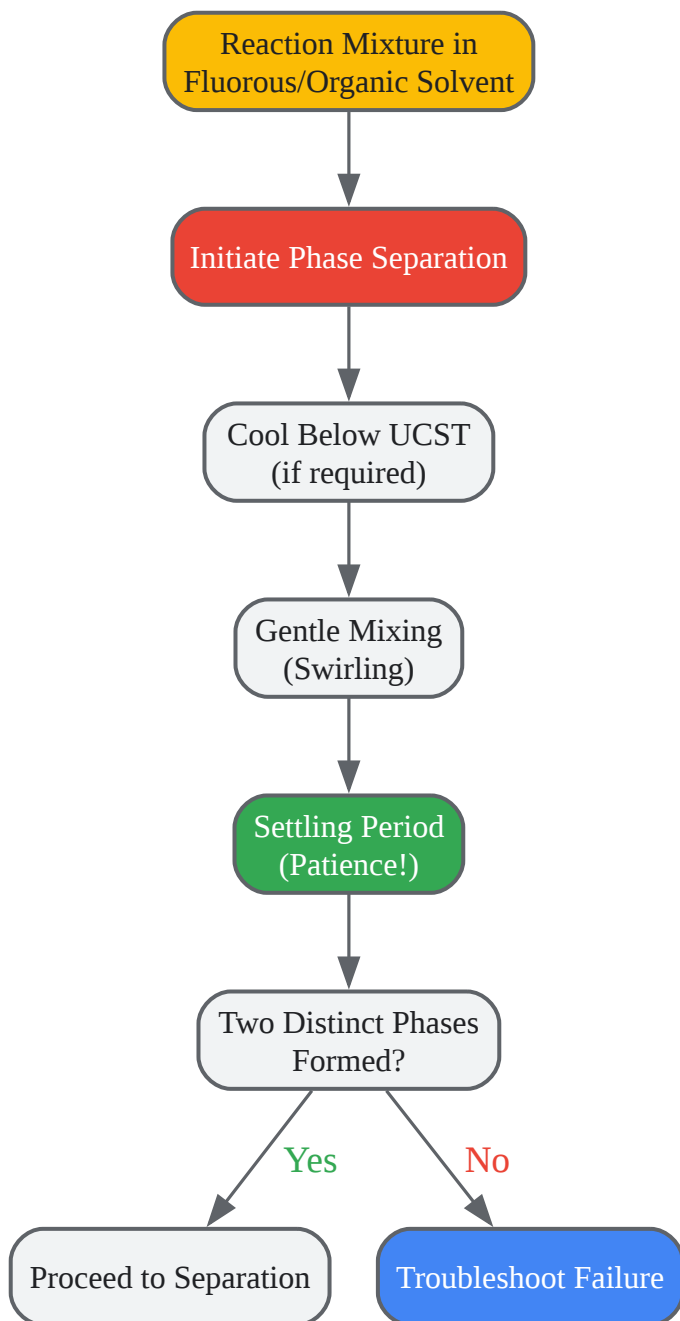 Reaction Mixture in
Fluorous/Organic Solvent
Initiate Phase Separation
Cool Below UCST
(if required)
Gentle Mixing
(Swirling)
Settling Period
(Patience!)
Two Distinct Phases
Formed?
Yes
No
Proceed to Separation
Troubleshoot Failure